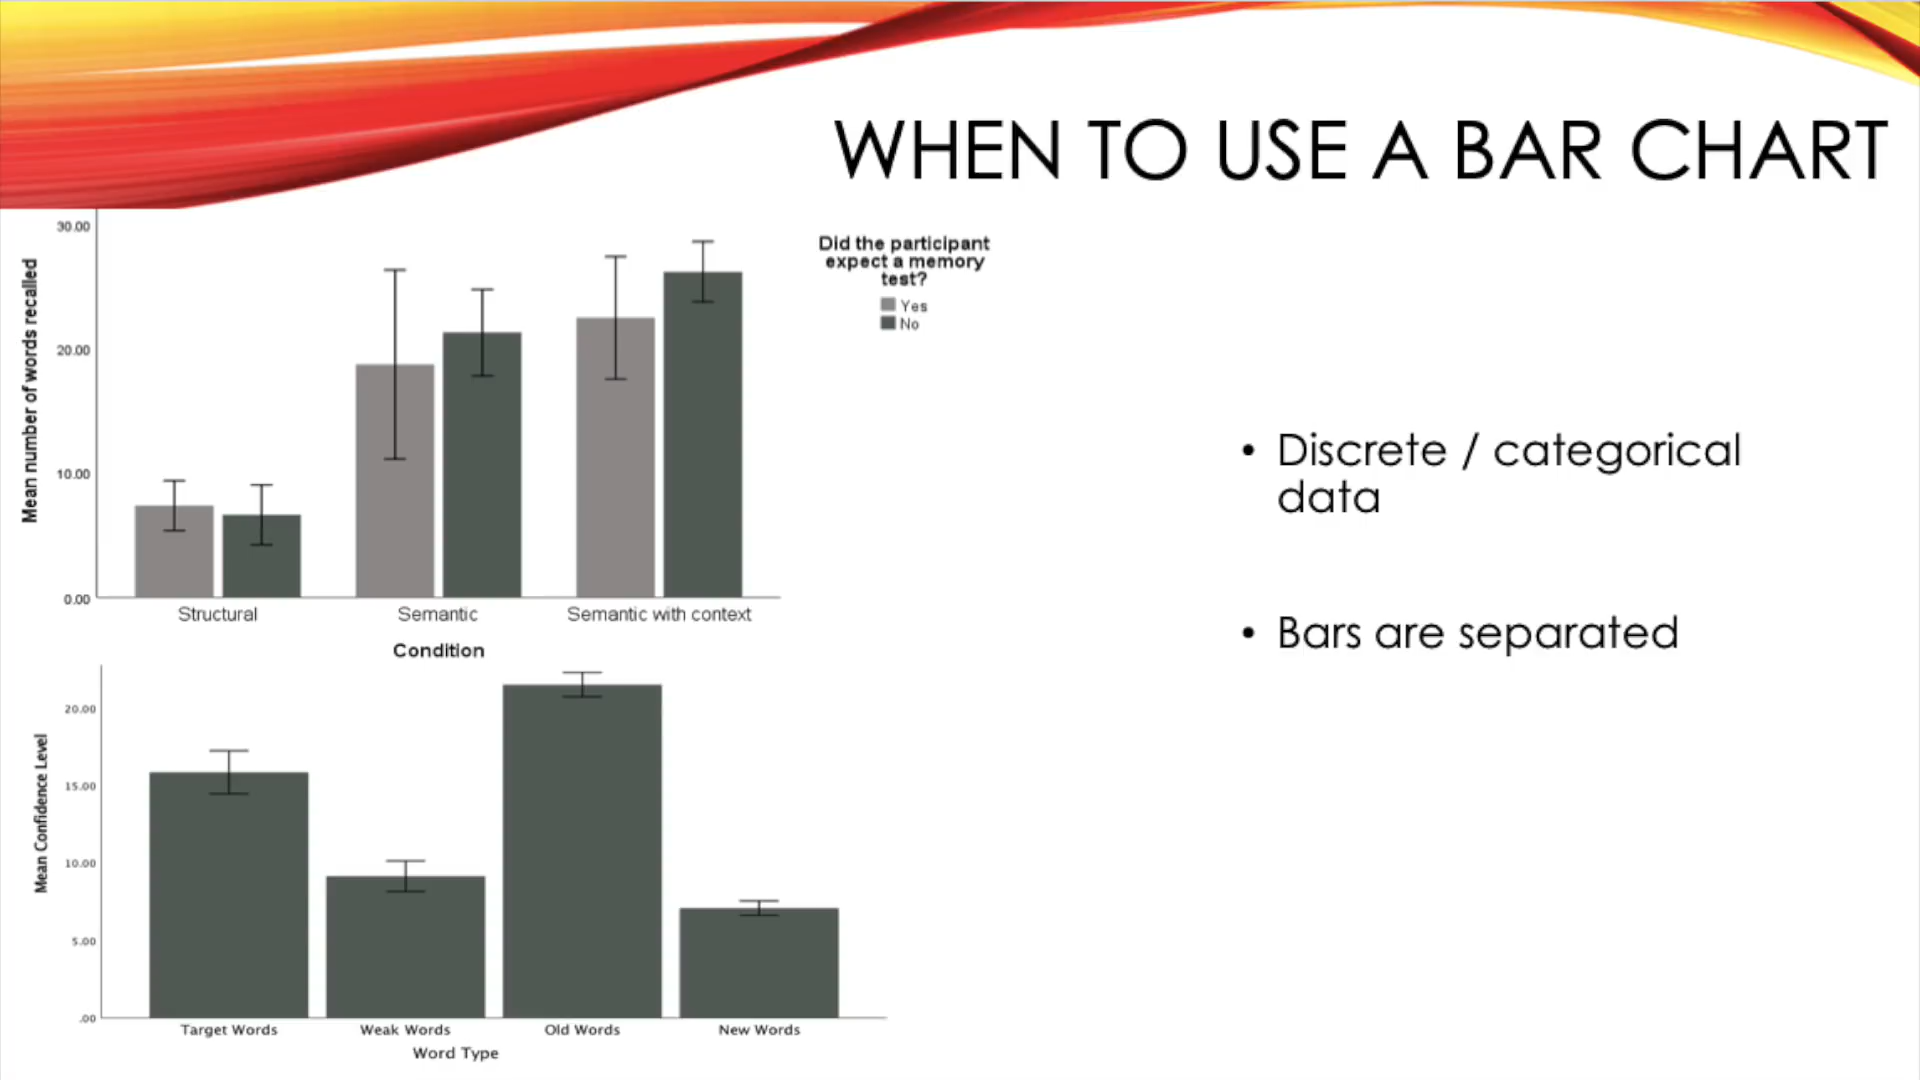 WHEN TO USE A BAR CHART
30.00
20.00
10.00
0.00
Mean number of words recalled
Structural
Semantic
Semantic with context
Condition
Did the participant
expect a memory
test?
Yes
No
20.00
15.00
10.00
5.00
.00
Mean Confidence Level
Target Words
Weak Words
Old Words
New Words
Word Type
• Discrete / categorical
data
• Bars are separated